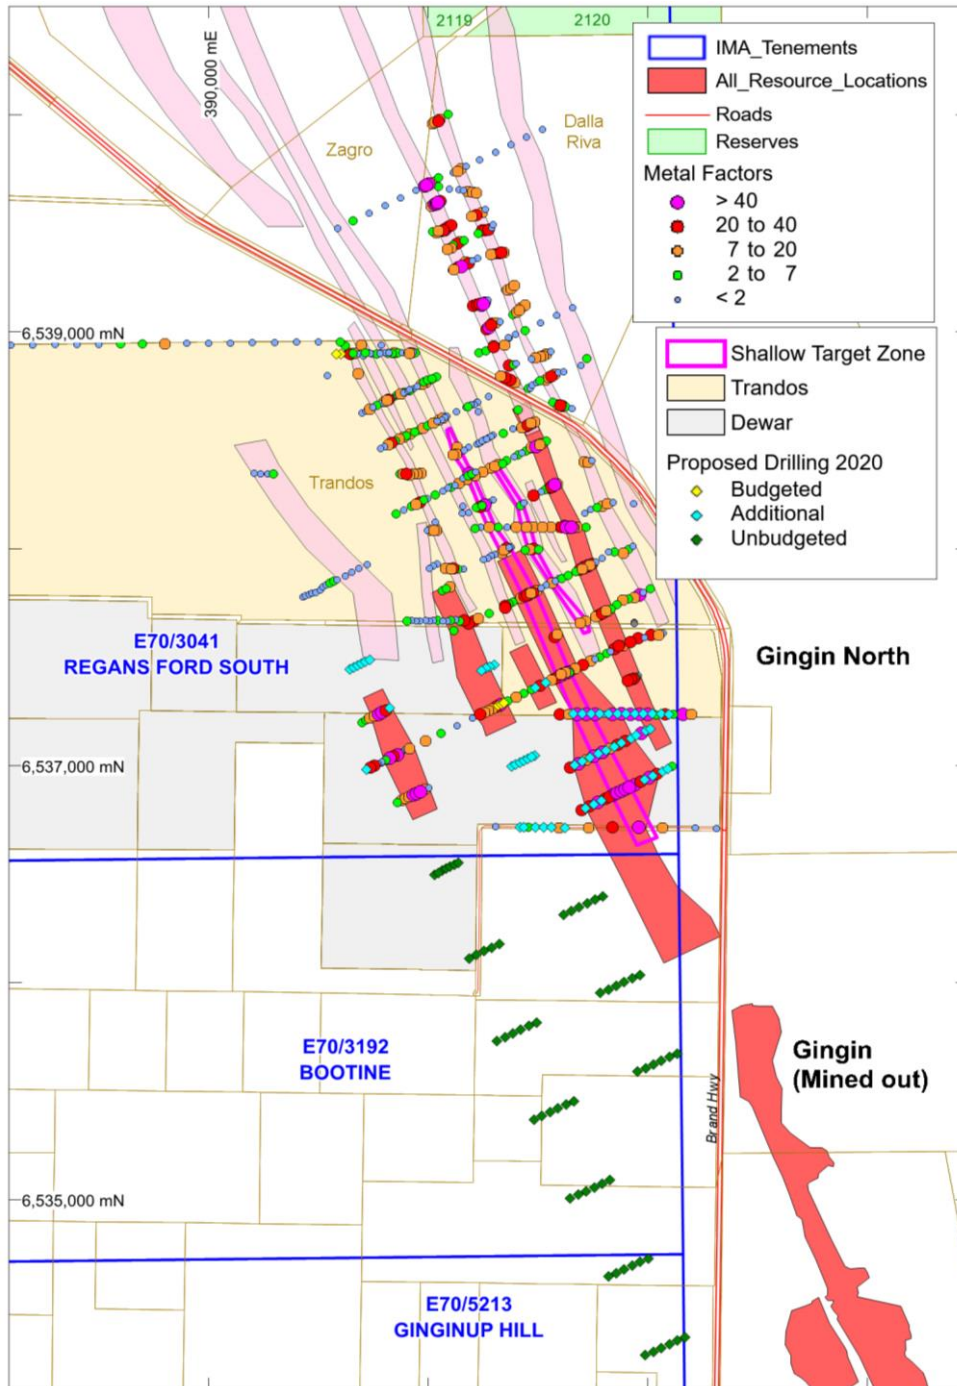 2119
2120
390,000 mE
Zagro
Dalla
Riva
IMA_Tenements
All_Resource_Locations
Roads
Reserves
Metal Factors
> 40
20 to 40
7 to 20
2 to 7
< 2
6,539,000 mN
Shallow Target Zone
Trandos
Dewar
Proposed Drilling 2020
Budgeted
Additional
Unbudgeted
Trandos
E70/3041
REGANS FORD SOUTH
Gingin North
6,537,000 mN
E70/3192
BOOTINE
Gingin
(Mined out)
Brand Hwy
6,535,000 mN
E70/5213
GINGINUP HILL